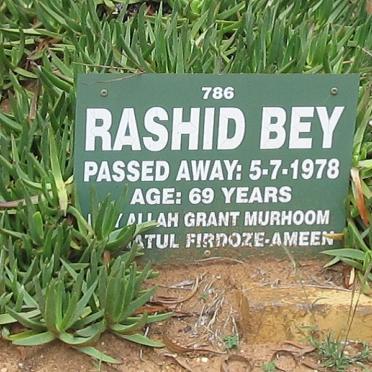 786
RASHID BEY
PASSED AWAY: 5-7-1978
AGE: 69 YEARS
ALLAH GRANT MURHOOM
FIRDOZE-AMEEN